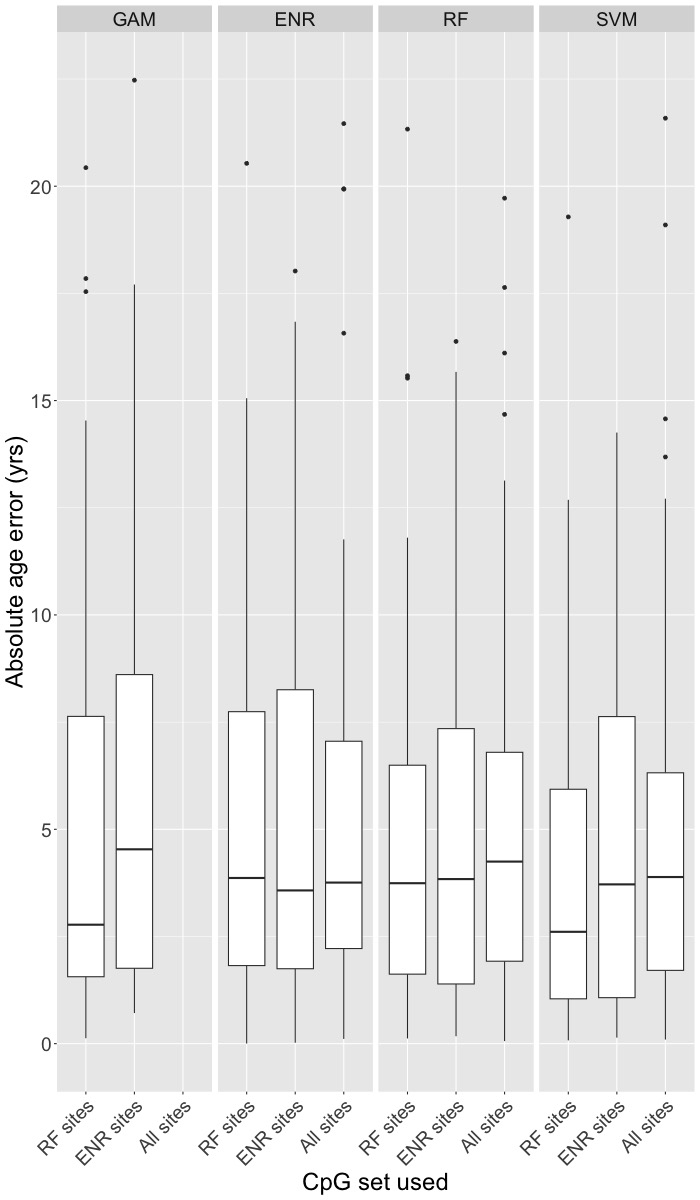 GAM ENR RF SVM
20
15
10
5
0
Absolute age error (yrs)
RF sites ENR sites All sites RF sites ENR sites All sites RF sites ENR sites All sites RF sites ENR sites All sites
CpG set used